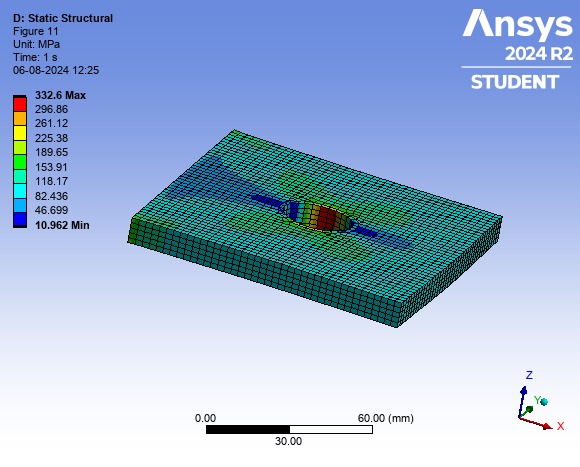 D: Static Structural
Figure 11
Unit: MPa
Time: 1 s
06-08-2024 12:25
332.6 Max
296.86
261.12
225.38
189.65
153.91
118.17
82.436
46.699
10.962 Min
Ansys
2024 R2
STUDENT
Z
Y
X
0.00
60.00 (mm)
30.00